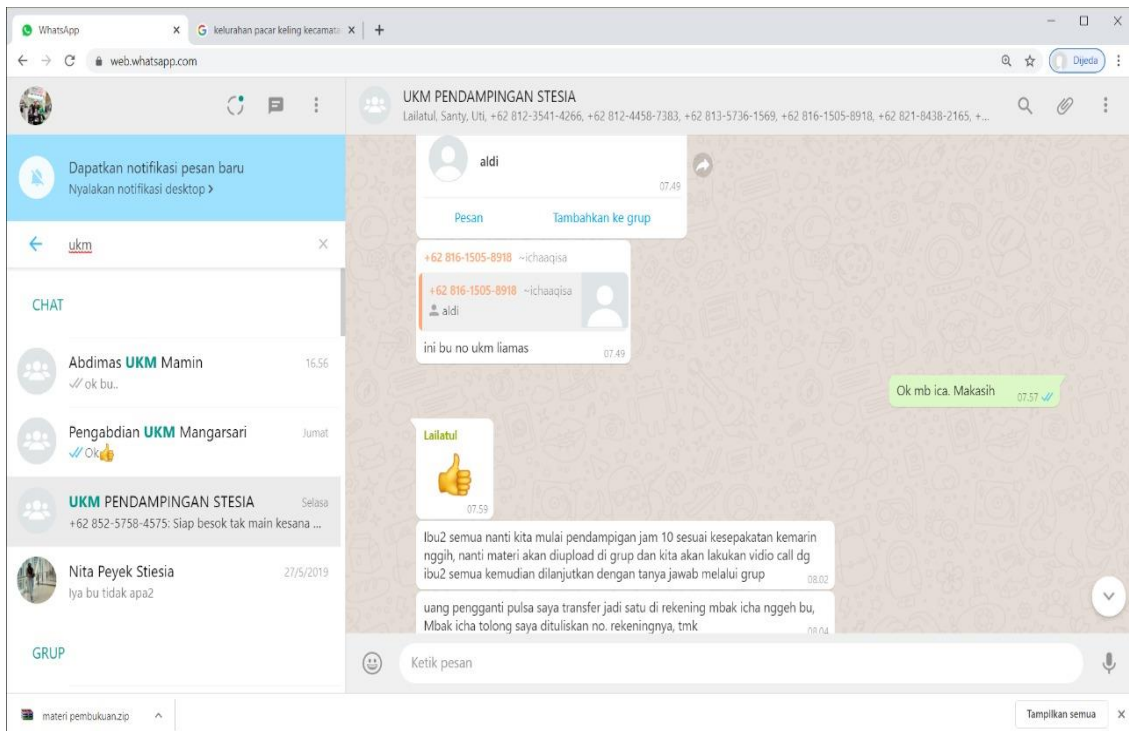 WhatsApp
kelurahan pacar keling kecamata
web.whatsapp.com
Dijeda
Dapatkan notifikasi pesan baru
Nyalakan notifikasi desktop >
ukm
CHAT
Abdimas UKM Mamin 16.56
ok bu..
Pengabdian UKM Mangarsari Jumat
Ok👍
UKM PENDAMPINGAN STESIA Selasa
+62 852-5758-4575: Siap besok tak main kesana ...
Nita Peyek Stiesia 27/5/2019
Iya bu tidak apa2
GRUP
UKM PENDAMPINGAN STESIA
Lailatul, Santy, Uti, +62 812-3541-4266, +62 812-4458-7383, +62 813-5736-1569, +62 816-1505-8918, +62 821-8438-2165, +...
aldi
07.49
Pesan Tambahkan ke grup
+62 816-1505-8918 ~ichaaqisa
+62 816-1505-8918 ~ichaaqisa
aldi
ini bu no ukm liamas 07.49
Ok mb ica. Makasih 07.57
Lailatul
👍
07.59
Ibu2 semua nanti kita mulai pendampigan jam 10 sesuai kesepakatan kemarin
nggih, nanti materi akan diupload di grup dan kita akan lakukan vidio call dg
ibu2 semua kemudian dilanjutkan dengan tanya jawab melalui grup 08.02
uang pengganti pulsa saya transfer jadi satu di rekening mbak icha nggeh bu,
Mbak icha tolong saya dituliskan no. rekeningnya, tmk 08.04
Ketik pesan
materi pembukuan.zip
Tampilkan semua